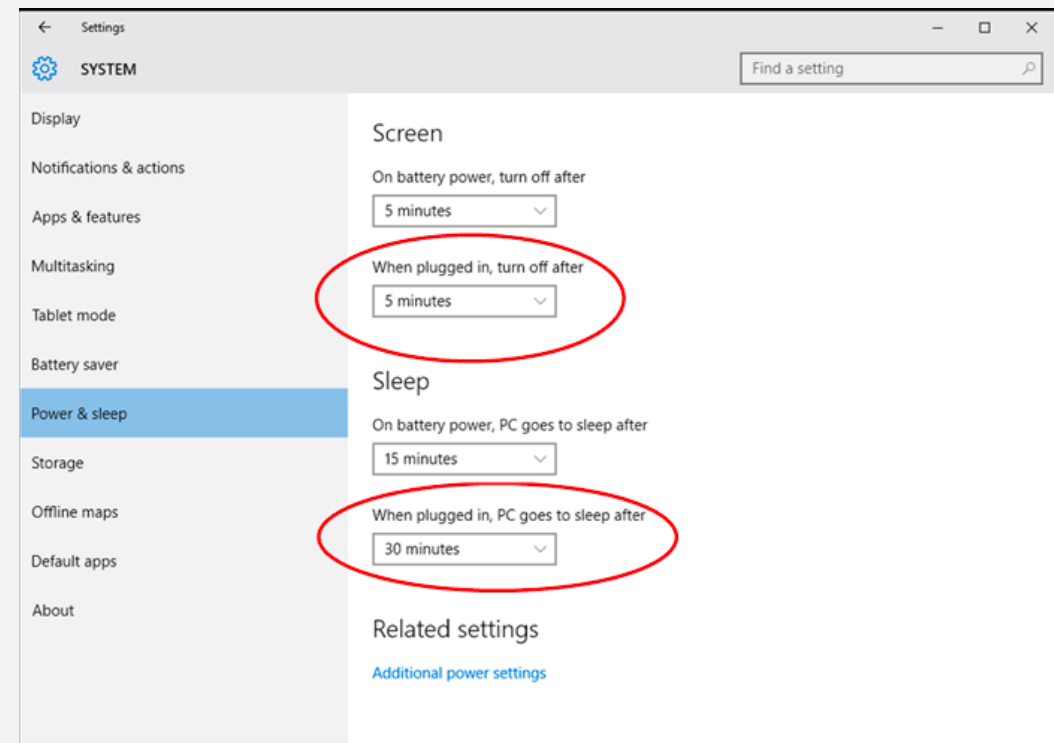 Settings
SYSTEM
Find a setting
Display
Notifications & actions
Apps & features
Multitasking
Tablet mode
Battery saver
Power & sleep
Storage
Offline maps
Default apps
About
Screen
On battery power, turn off after
5 minutes
When plugged in, turn off after
5 minutes
Sleep
On battery power, PC goes to sleep after
15 minutes
When plugged in, PC goes to sleep after
30 minutes
Related settings
Additional power settings